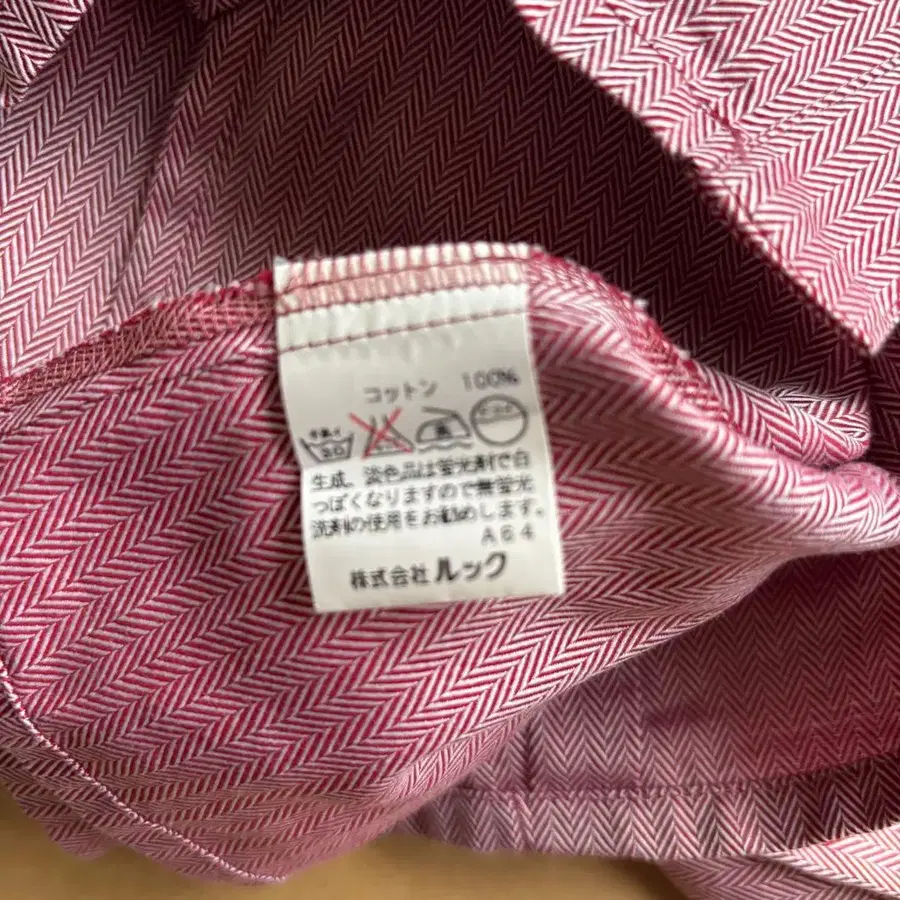 コットン 100%
30
生成、淡色品は蛍光剤で白
っぽくなりますので無蛍光
洗剤の使用をお勧めします。
A64
株式会社 ルック